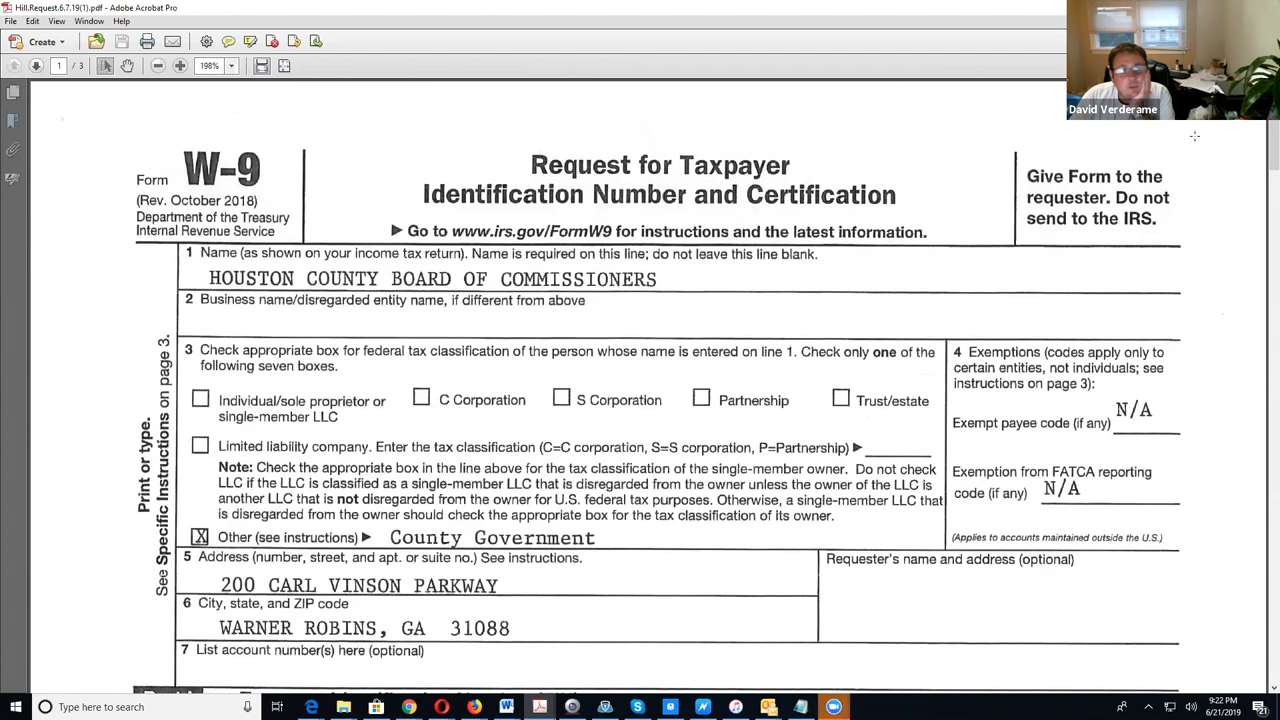 Hill.Request.6.7.19(1).pdf - Adobe Acrobat Pro
File Edit View Window Help
Create
1 / 3 198%
David Verderame
Form W-9
(Rev. October 2018)
Department of the Treasury
Internal Revenue Service
Request for Taxpayer
Identification Number and Certification
▶ Go to www.irs.gov/FormW9 for instructions and the latest information.
Give Form to the
requester. Do not
send to the IRS.
Print or type.
See Specific Instructions on page 3.
1 Name (as shown on your income tax return). Name is required on this line; do not leave this line blank.
HOUSTON COUNTY BOARD OF COMMISSIONERS
2 Business name/disregarded entity name, if different from above
3 Check appropriate box for federal tax classification of the person whose name is entered on line 1. Check only one of the
following seven boxes.
Individual/sole proprietor or
single-member LLC
C Corporation
S Corporation
Partnership
Trust/estate
Limited liability company. Enter the tax classification (C=C corporation, S=S corporation, P=Partnership) ▶
Note: Check the appropriate box in the line above for the tax classification of the single-member owner. Do not check
LLC if the LLC is classified as a single-member LLC that is disregarded from the owner unless the owner of the LLC is
another LLC that is not disregarded from the owner for U.S. federal tax purposes. Otherwise, a single-member LLC that
is disregarded from the owner should check the appropriate box for the tax classification of its owner.
X Other (see instructions) ▶ County Government
4 Exemptions (codes apply only to
certain entities, not individuals; see
instructions on page 3):
Exempt payee code (if any) N/A
Exemption from FATCA reporting
code (if any) N/A
(Applies to accounts maintained outside the U.S.)
5 Address (number, street, and apt. or suite no.) See instructions.
200 CARL VINSON PARKWAY
Requester's name and address (optional)
6 City, state, and ZIP code
WARNER ROBINS, GA 31088
7 List account number(s) here (optional)
Type here to search
9:22 PM
6/21/2019
21